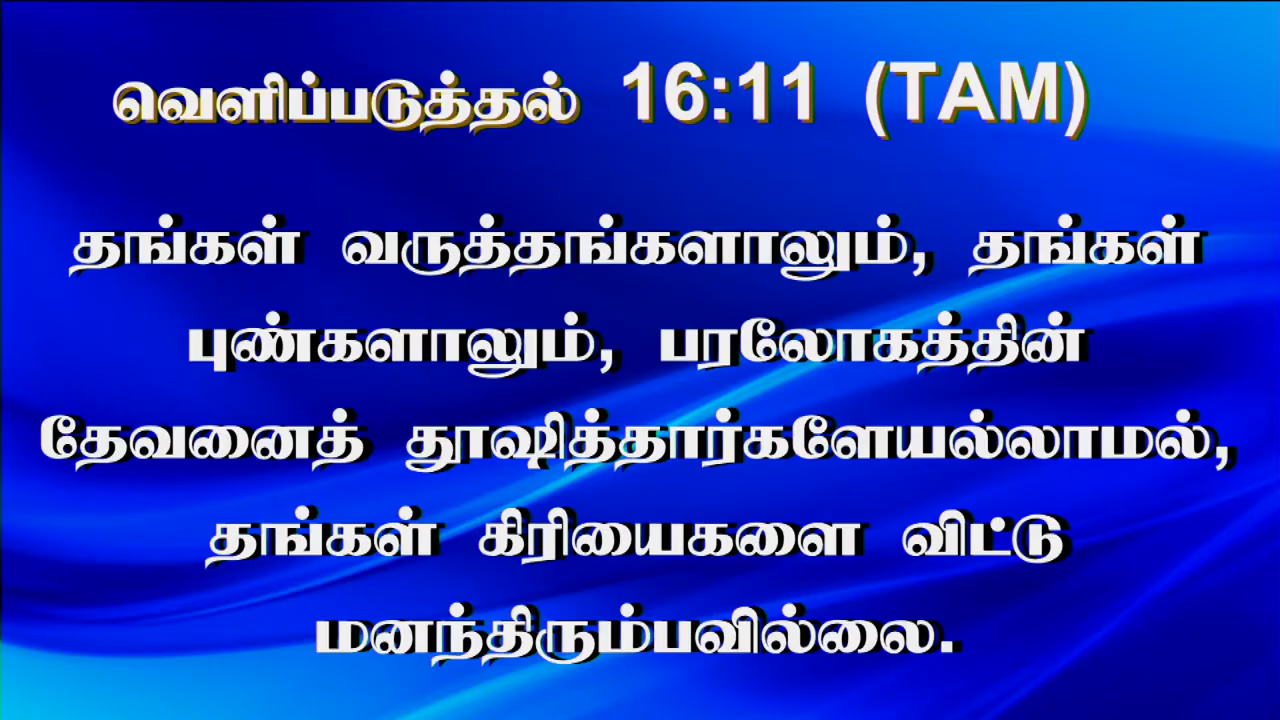 வெளிப்படுத்தல் 16:11 (TAM)
தங்கள் வருத்தங்களாலும், தங்கள்
புண்களாலும், பரலோகத்தின்
தேவனைத் தூஷித்தார்களேயல்லாமல்,
தங்கள் கிரியைகளை விட்டு
மனந்திரும்பவில்லை.